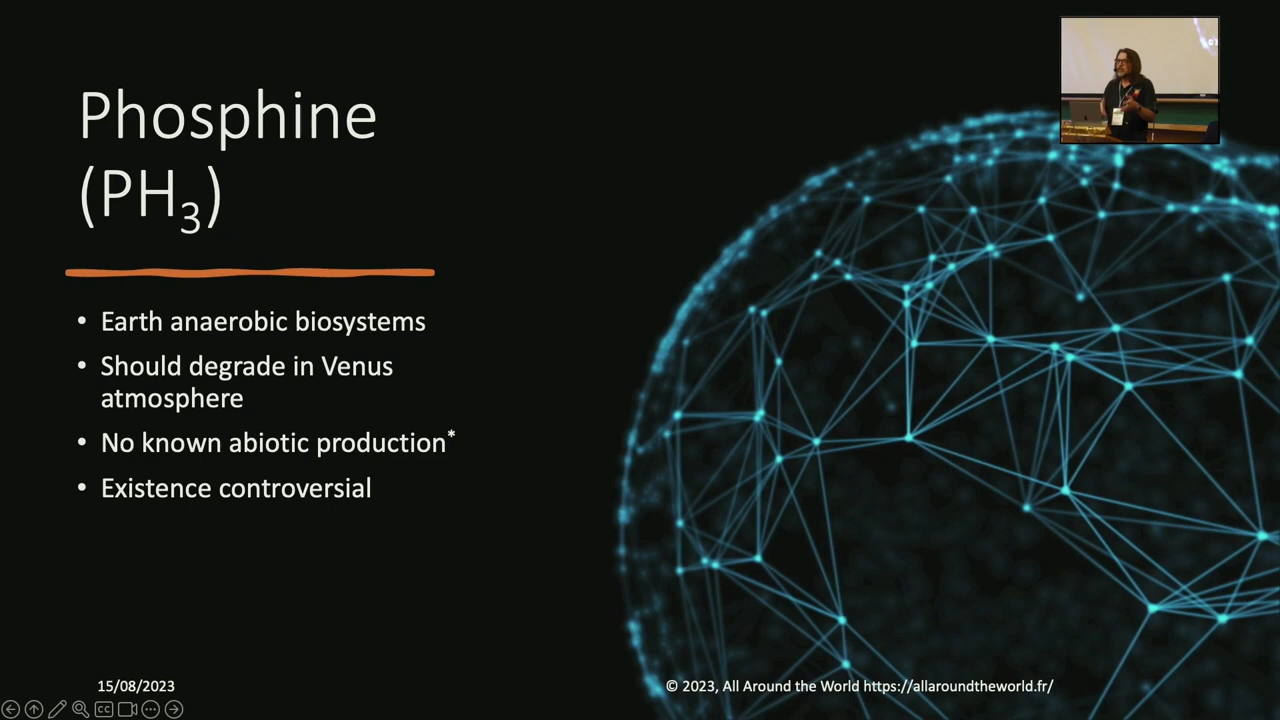 Phosphine
(PH₃)
• Earth anaerobic biosystems
• Should degrade in Venus
atmosphere
• No known abiotic production*
• Existence controversial
15/08/2023
© 2023, All Around the World https://allaroundtheworld.fr/
CC